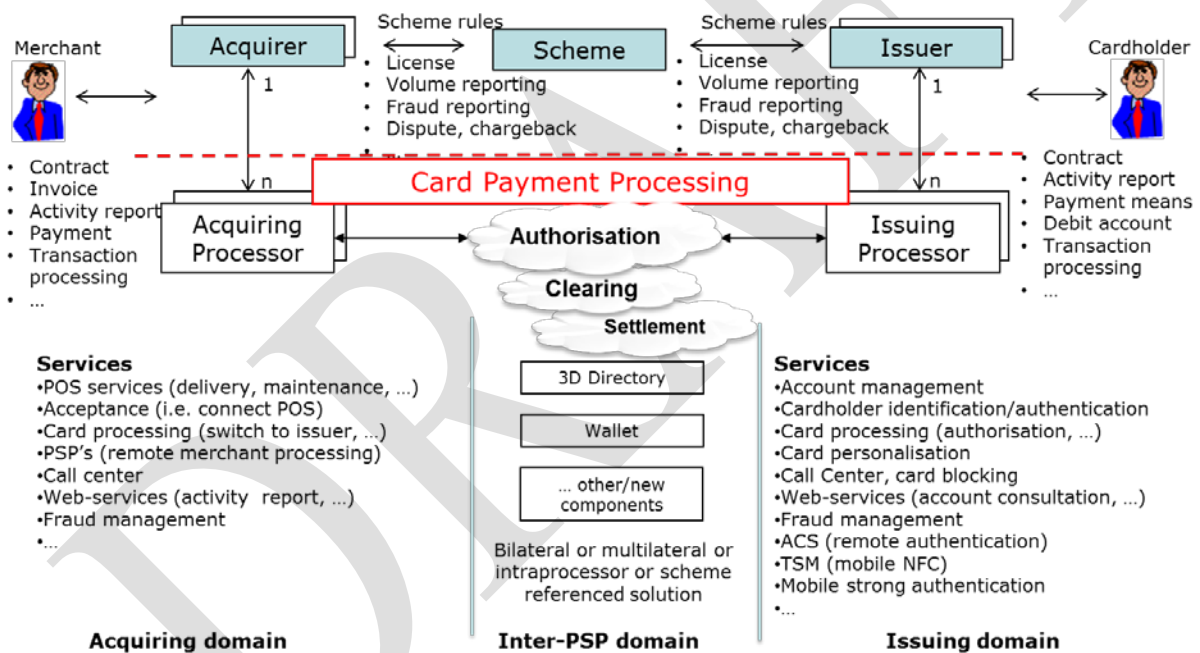 Merchant
Acquirer
Scheme rules
Scheme
Scheme rules
Issuer
Cardholder
• License
• Volume reporting
• Fraud reporting
• Dispute, chargeback
• …
• License
• Volume reporting
• Fraud reporting
• Dispute, chargeback
•
1
1
• Contract
• Invoice
• Activity report
• Payment
• Transaction
processing
• …
n
n
Card Payment Processing
Acquiring
Processor
Authorisation
Clearing
Settlement
Issuing
Processor
• Contract
• Activity report
• Payment means
• Debit account
• Transaction
processing
• …
Services
•POS services (delivery, maintenance, …)
•Acceptance (i.e. connect POS)
•Card processing (switch to issuer, …)
•PSP's (remote merchant processing)
•Call center
•Web-services (activity report, …)
•Fraud management
•…
3D Directory
Wallet
… other/new
components
Bilateral or multilateral or
intraprocessor or scheme
referenced solution
Services
•Account management
•Cardholder identification/authentication
•Card processing (authorisation, …)
•Card personalisation
•Call Center, card blocking
•Web-services (account consultation, …)
•Fraud management
•ACS (remote authentication)
•TSM (mobile NFC)
•Mobile strong authentication
•…
Acquiring domain
Inter-PSP domain
Issuing domain
DRAF